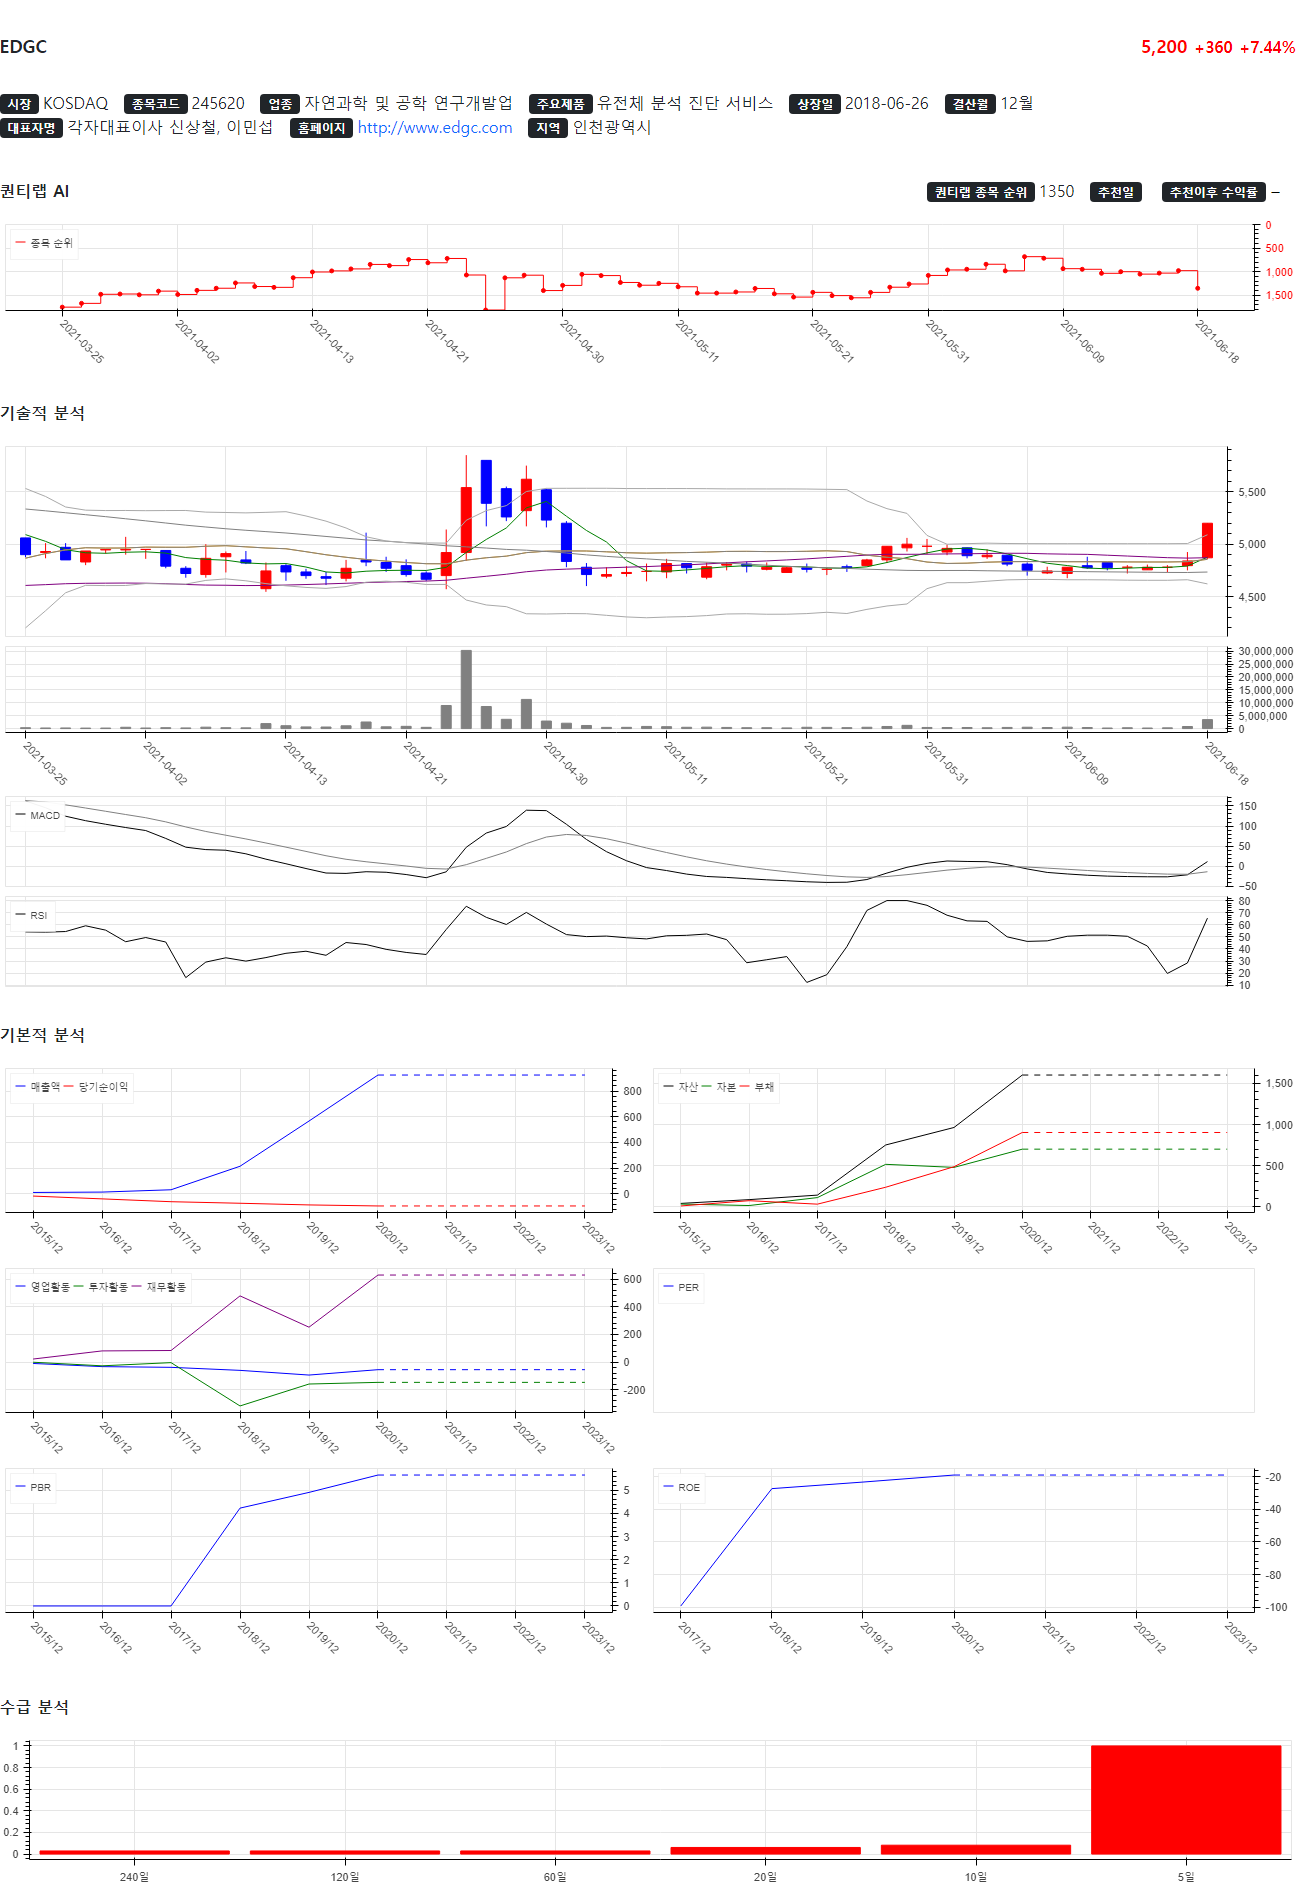 EDGC 5,200 +360 +7.44%
시장 KOSDAQ 종목코드 245620 업종 자연과학 및 공학 연구개발업 주요제품 유전체 분석 진단 서비스 상장일 2018-06-26 결산월 12월
대표자명 각자대표이사 신상철, 이민섭 홈페이지 http://www.edgc.com 지역 인천광역시
퀀티랩 AI 퀀티랩 종목 순위 1350 추천일 추천이후 수익률 –
종목 순위
0
500
1,000
1,500
2021-03-25 2021-04-02 2021-04-13 2021-04-21 2021-04-30 2021-05-11 2021-05-21 2021-05-31 2021-06-09 2021-06-18
기술적 분석
5,500
5,000
4,500
30,000,000
25,000,000
20,000,000
15,000,000
10,000,000
5,000,000
0
2021-03-25 2021-04-02 2021-04-13 2021-04-21 2021-04-30 2021-05-11 2021-05-21 2021-05-31 2021-06-09 2021-06-18
MACD
150
100
50
0
−50
RSI
80
70
60
50
40
30
20
10
기본적 분석
매출액 당기순이익
800
600
400
200
0
2015/12 2016/12 2017/12 2018/12 2019/12 2020/12 2021/12 2022/12 2023/12
자산 자본 부채
1,500
1,000
500
0
2015/12 2016/12 2017/12 2018/12 2019/12 2020/12 2021/12 2022/12 2023/12
영업활동 투자활동 재무활동
600
400
200
0
-200
2015/12 2016/12 2017/12 2018/12 2019/12 2020/12 2021/12 2022/12 2023/12
PER
PBR
5
4
3
2
1
0
2015/12 2016/12 2017/12 2018/12 2019/12 2020/12 2021/12 2022/12 2023/12
ROE
-20
-40
-60
-80
-100
2017/12 2018/12 2019/12 2020/12 2021/12 2022/12 2023/12
수급 분석
1
0.8
0.6
0.4
0.2
0
240일 120일 60일 20일 10일 5일